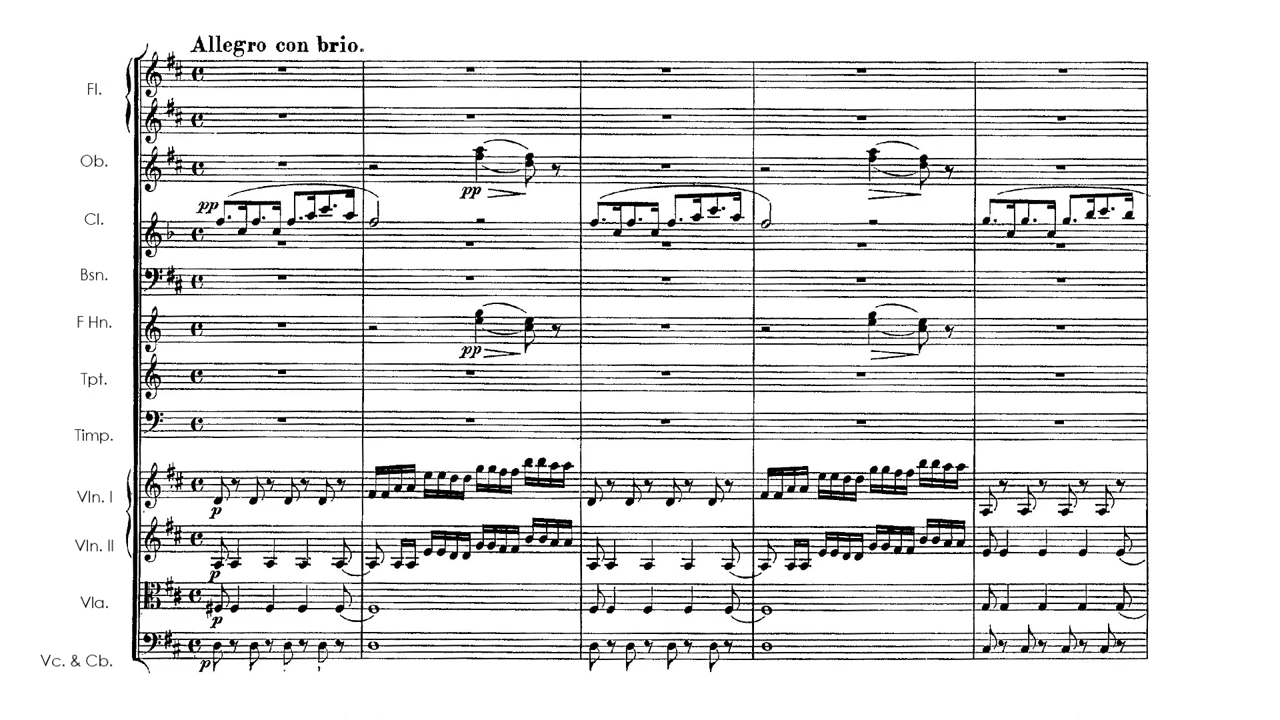 Allegro con brio.
Fl.
Ob.
pp
Cl.
pp
Bsn.
F Hn.
pp
Tpt.
Timp.
Vln. I
p
Vln. II
p
Vla.
p
Vc. & Cb.
p